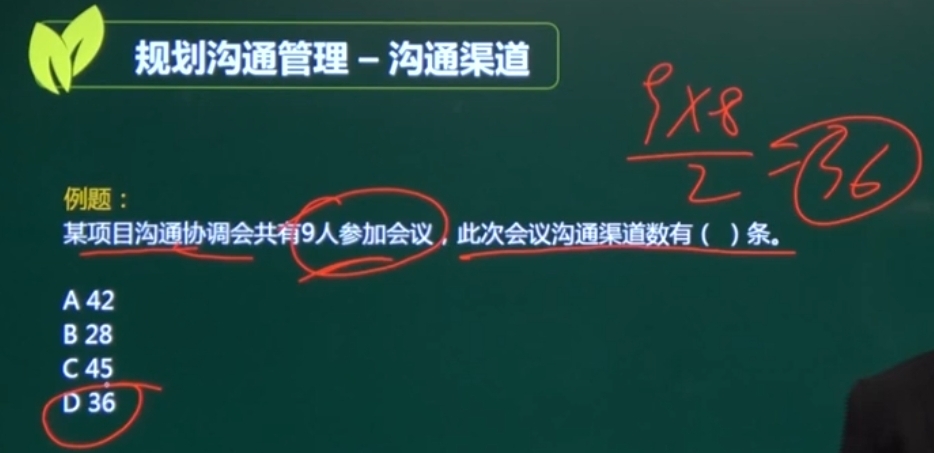 规划沟通管理 – 沟通渠道
9×8
2
=36
例题：
某项目沟通协调会共有9人参加会议，此次会议沟通渠道数有（ ）条。
A 42
B 28
C 45
D 36